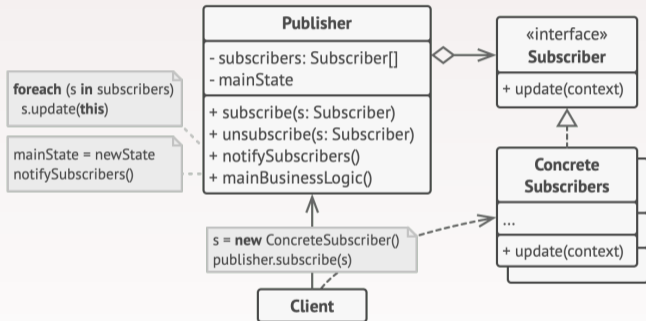 Publisher
- subscribers: Subscriber[]
- mainState
+ subscribe(s: Subscriber)
+ unsubscribe(s: Subscriber)
+ notifySubscribers()
+ mainBusinessLogic()
«interface»
Subscriber
+ update(context)
foreach (s in subscribers)
s.update(this)
mainState = newState
notifySubscribers()
Concrete
Subscribers
...
+ update(context)
s = new ConcreteSubscriber()
publisher.subscribe(s)
Client